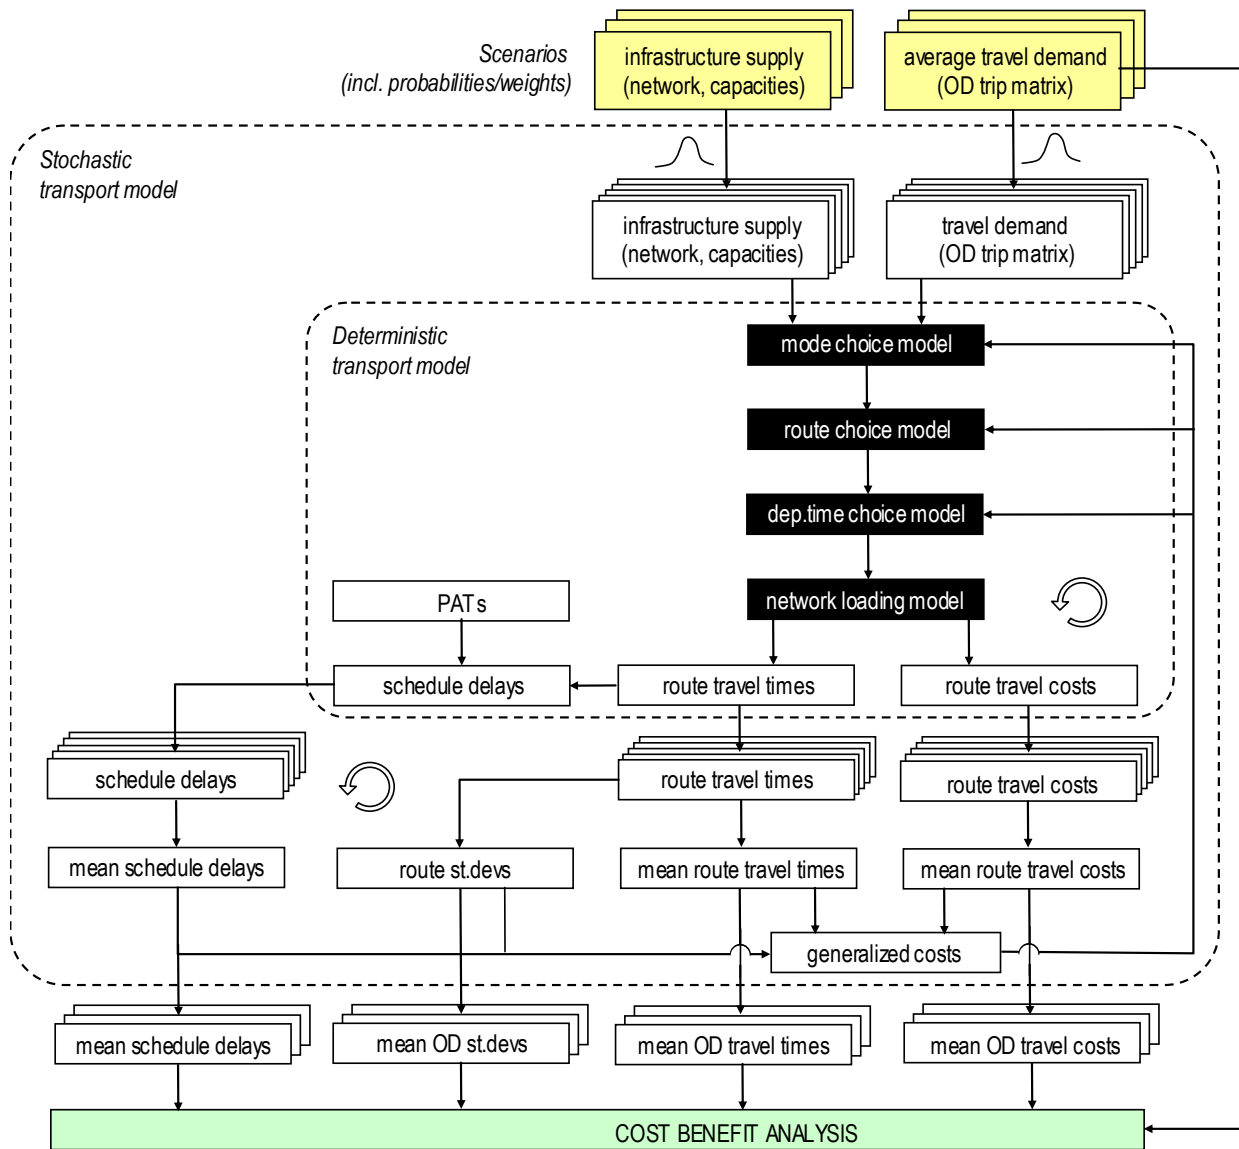 Scenarios
(incl. probabilities/weights)
infrastructure supply
(network, capacities)
average travel demand
(OD trip matrix)
Stochastic
transport model
infrastructure supply
(network, capacities)
travel demand
(OD trip matrix)
Deterministic
transport model
mode choice model
route choice model
dep.time choice model
network loading model
PATs
schedule delays
route travel times
route travel costs
schedule delays
route travel times
route travel costs
mean schedule delays
route st.devs
mean route travel times
mean route travel costs
generalized costs
mean schedule delays
mean OD st.devs
mean OD travel times
mean OD travel costs
COST BENEFIT ANALYSIS